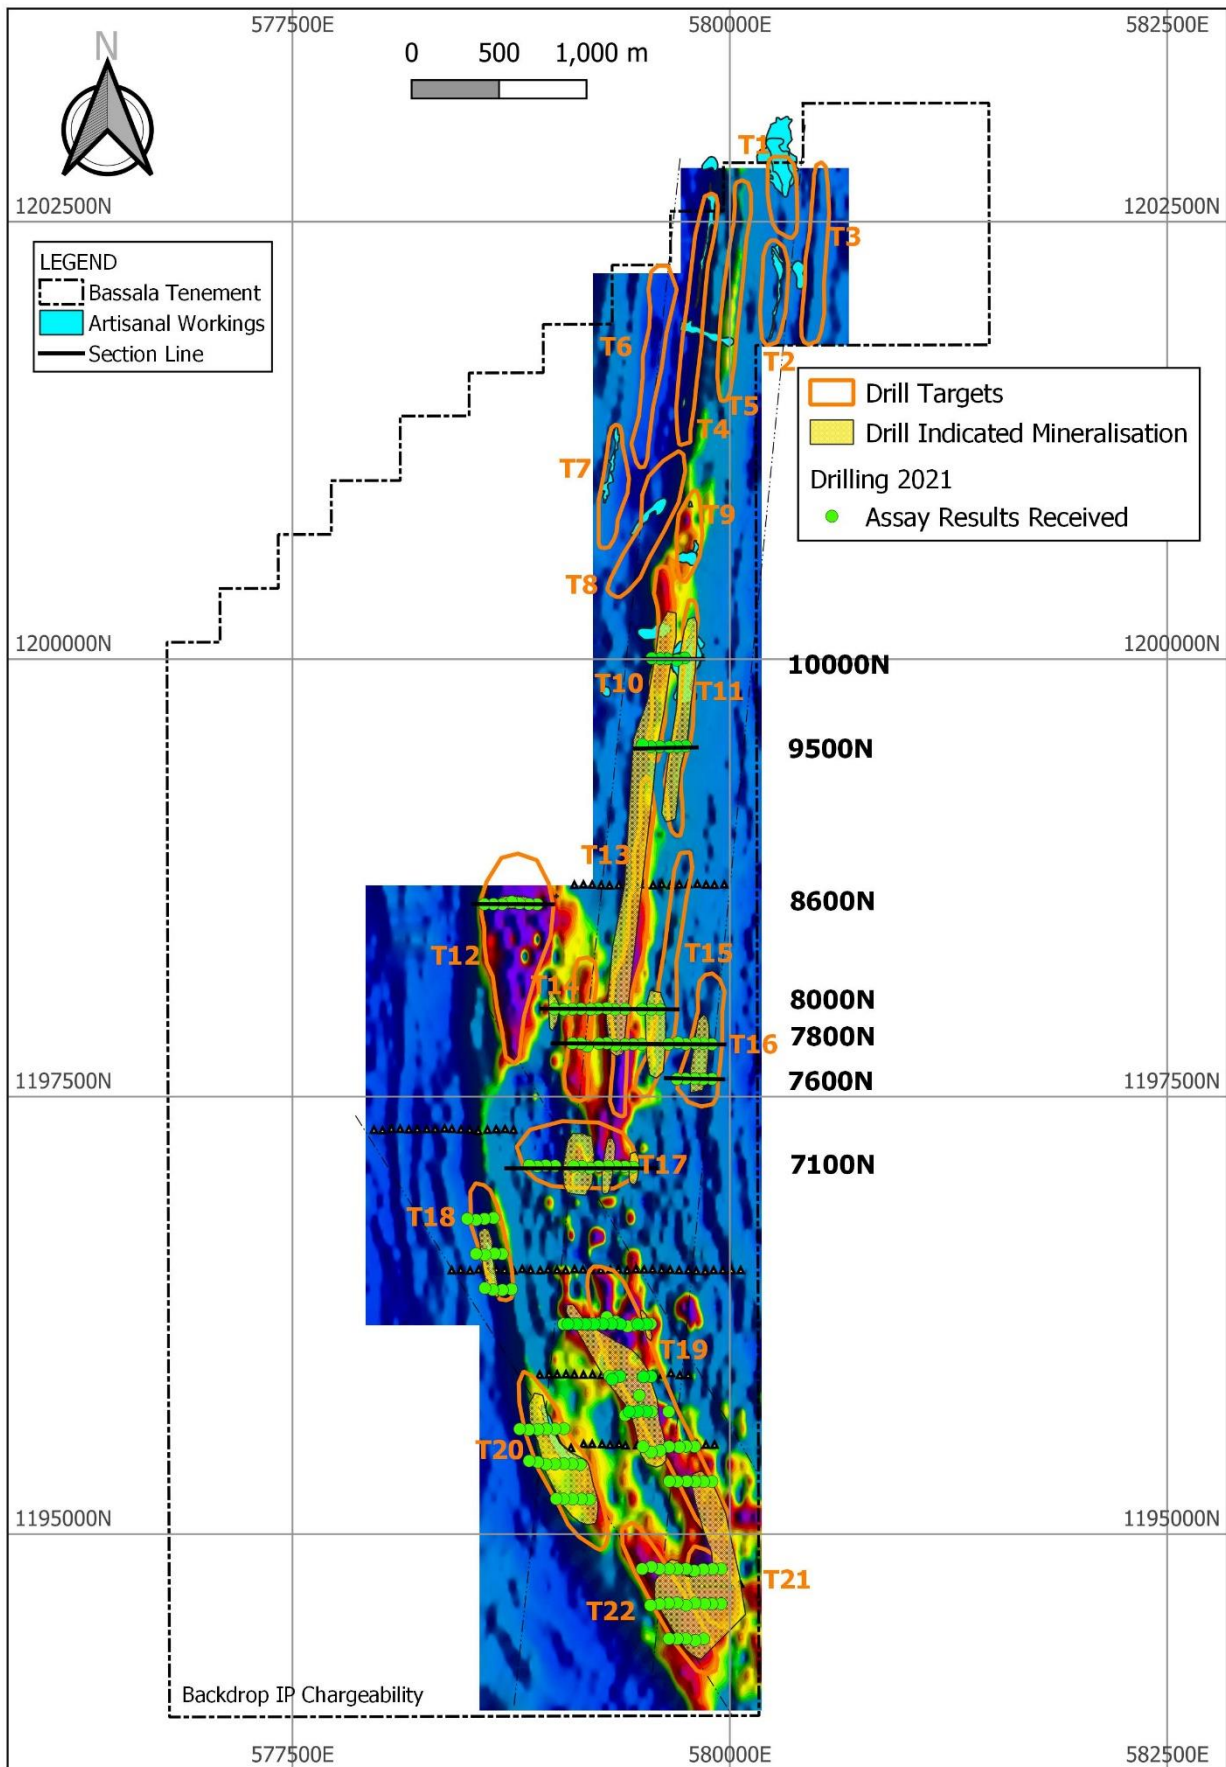 577500E
580000E
582500E
N
0 500 1,000 m
T1
1202500N
1202500N
T3
LEGEND
Bassala Tenement
Artisanal Workings
Section Line
T6
T2
Drill Targets
Drill Indicated Mineralisation
Drilling 2021
Assay Results Received
T5
T4
T7
T9
T8
1200000N
1200000N
10000N
T10
T11
9500N
T13
8600N
T12
T15
T14
8000N
7800N
T16
7600N
7100N
T17
T18
T19
T20
1195000N
1195000N
1197500N
1197500N
T21
T22
Backdrop IP Chargeability
577500E
580000E
582500E